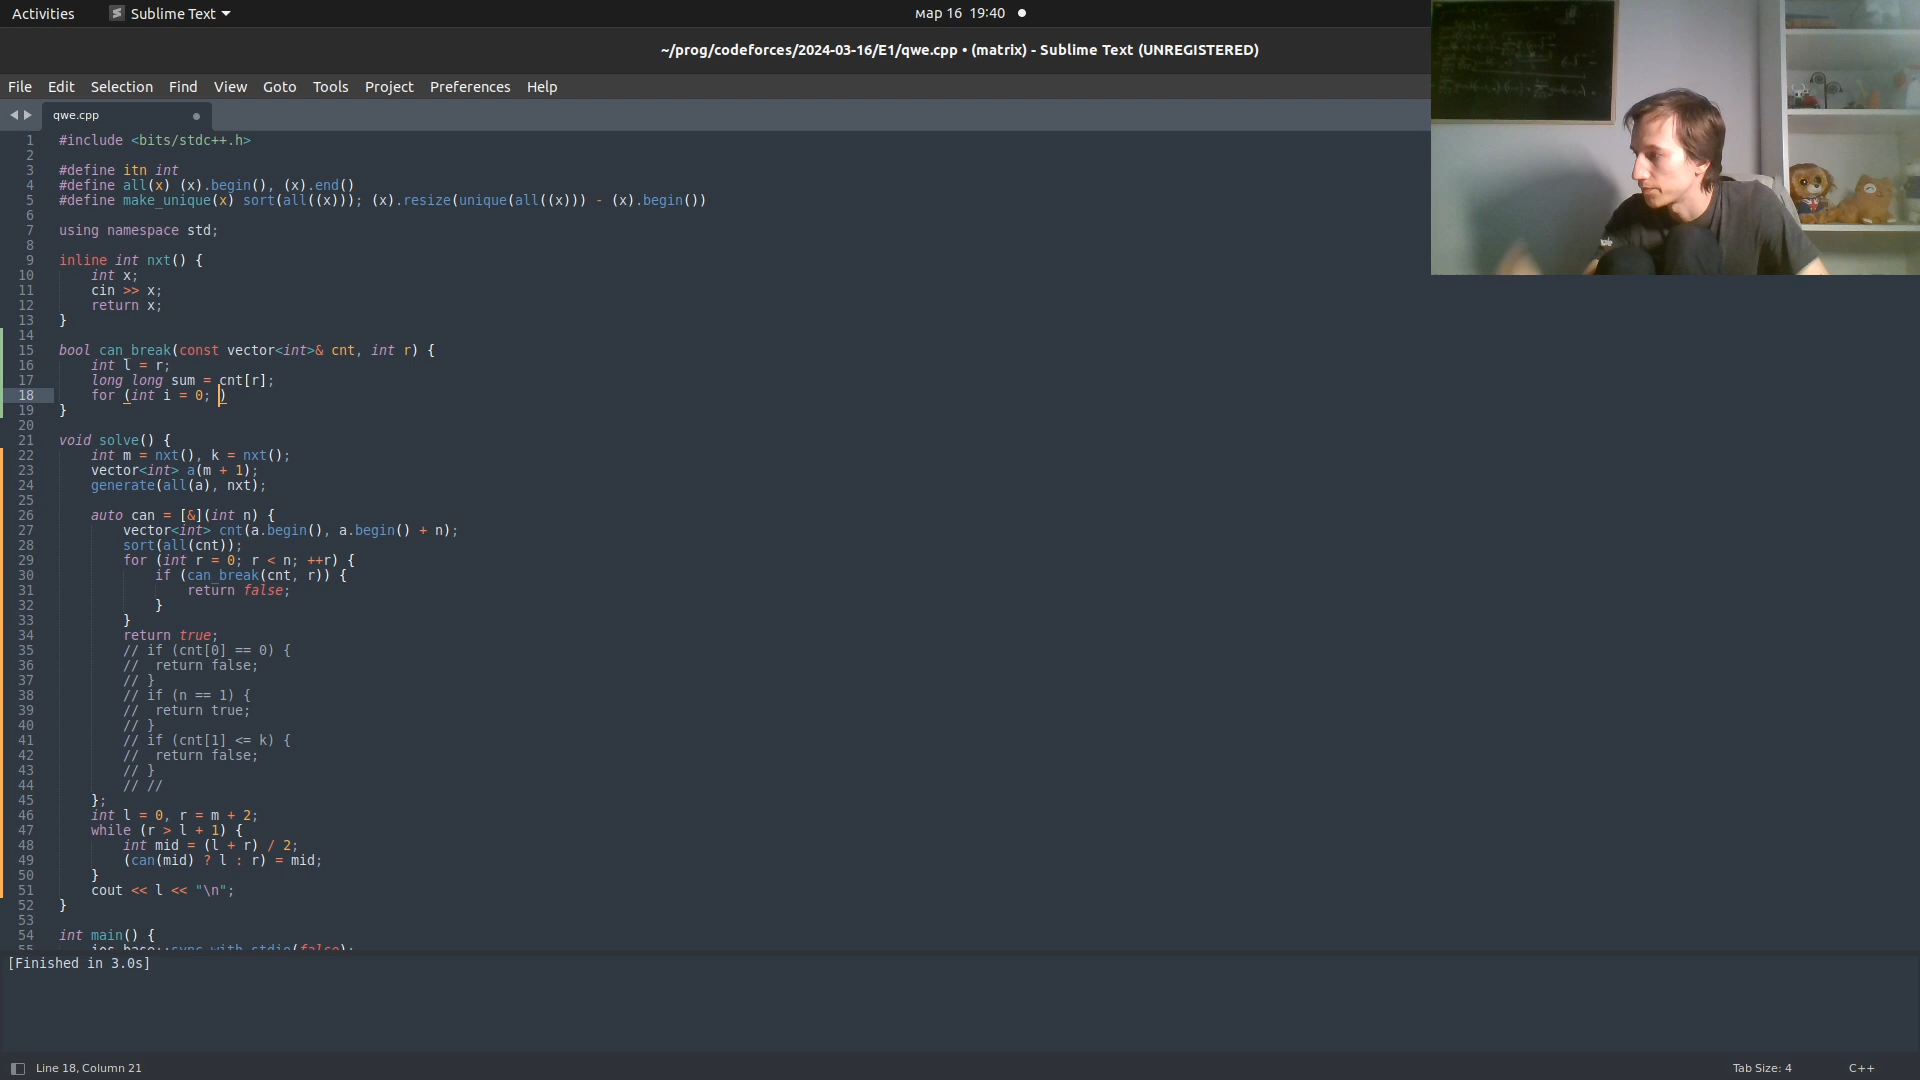 Activities
Sublime Text
мар 16 19:40
~/prog/codeforces/2024-03-16/E1/qwe.cpp • (matrix) - Sublime Text (UNREGISTERED)
File Edit Selection Find View Goto Tools Project Preferences Help
qwe.cpp
1 #include <bits/stdc++.h>
2
3 #define itn int
4 #define all(x) (x).begin(), (x).end()
5 #define make_unique(x) sort(all((x))); (x).resize(unique(all((x))) - (x).begin())
6
7 using namespace std;
8
9 inline int nxt() {
10 int x;
11 cin >> x;
12 return x;
13 }
14
15 bool can_break(const vector<int>& cnt, int r) {
16 int l = r;
17 long long sum = cnt[r];
18 for (int i = 0; )
19 }
20
21 void solve() {
22 int m = nxt(), k = nxt();
23 vector<int> a(m + 1);
24 generate(all(a), nxt);
25
26 auto can = [&](int n) {
27 vector<int> cnt(a.begin(), a.begin() + n);
28 sort(all(cnt));
29 for (int r = 0; r < n; ++r) {
30 if (can_break(cnt, r)) {
31 return false;
32 }
33 }
34 return true;
35 // if (cnt[0] == 0) {
36 //  return false;
37 // }
38 // if (n == 1) {
39 //  return true;
40 // }
41 // if (cnt[1] <= k) {
42 //  return false;
43 // }
44 // //
45 };
46 int l = 0, r = m + 2;
47 while (r > l + 1) {
48 int mid = (l + r) / 2;
49 (can(mid) ? l : r) = mid;
50 }
51 cout << l << "\n";
52 }
53
54 int main() {
55 ios_base::sync_with_stdio(false);
[Finished in 3.0s]
Line 18, Column 21
Tab Size: 4
C++